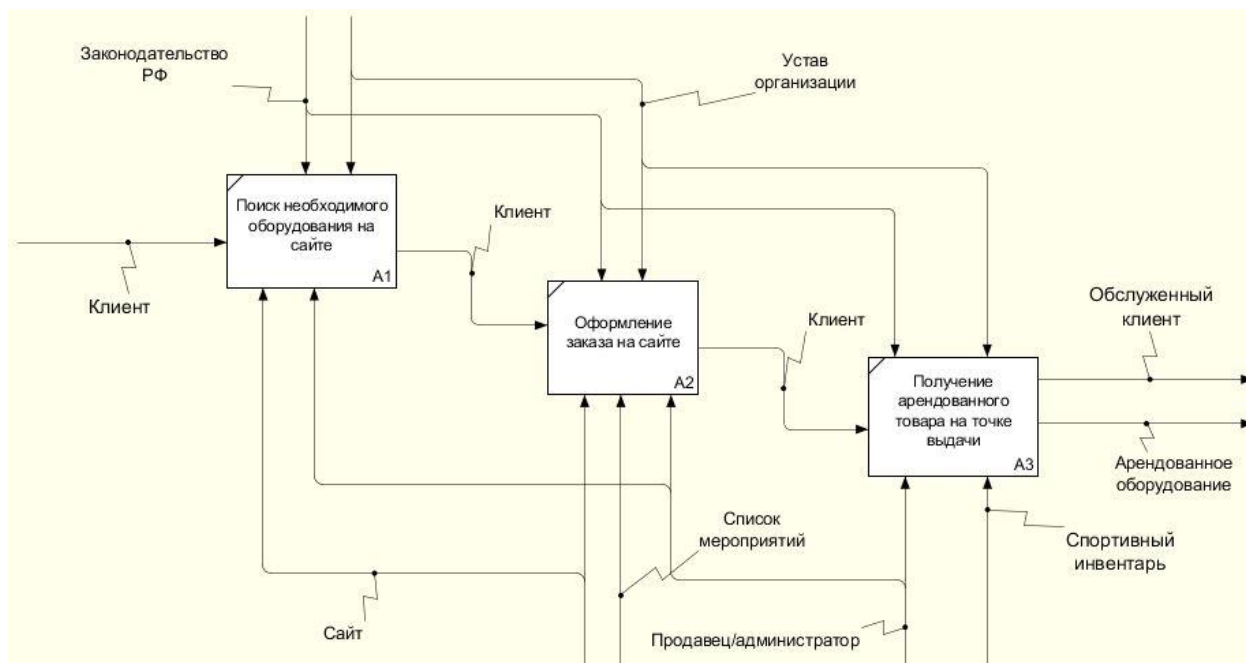 Законодательство
РФ
Устав
организации
Поиск необходимого
оборудования на
сайте
A1
Клиент
Клиент
Оформление
заказа на сайте
A2
Клиент
Обслуженный
клиент
Получение
арендованного
товара на точке
выдачи
A3
Арендованное
оборудование
Список
мероприятий
Спортивный
инвентарь
Сайт
Продавец/администратор